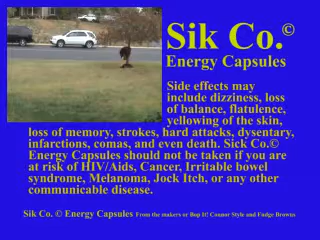 Sik Co.©
Energy Capsules
Side effects may
include dizziness, loss
of balance, flatulence,
yellowing of the skin,
loss of memory, strokes, hard attacks, dysentary,
infarctions, comas, and even death. Sick Co.©
Energy Capsules should not be taken if you are
at risk of HIV/Aids, Cancer, Irritable bowel
syndrome, Melanoma, Jock Itch, or any other
communicable disease.
Sik Co. © Energy Capsules From the makers or Bop It! Connor Style and Fudge Browns